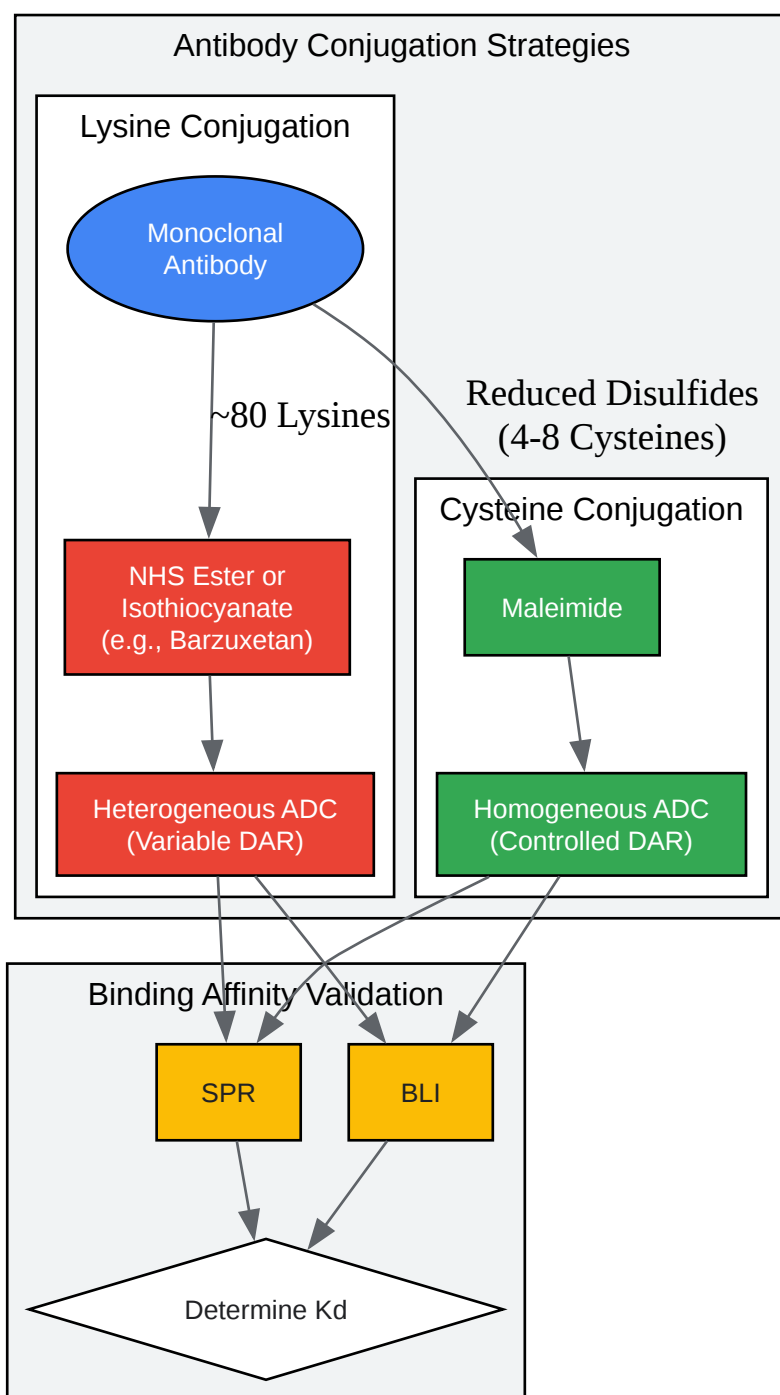 Antibody Conjugation Strategies
Lysine Conjugation
Monoclonal
Antibody
~80 Lysines
Reduced Disulfides
(4-8 Cysteines)
Cysteine Conjugation
NHS Ester or
Isothiocyanate
(e.g., Barzuxetan)
Maleimide
Heterogeneous ADC
(Variable DAR)
Homogeneous ADC
(Controlled DAR)
Binding Affinity Validation
SPR
BLI
Determine Kd